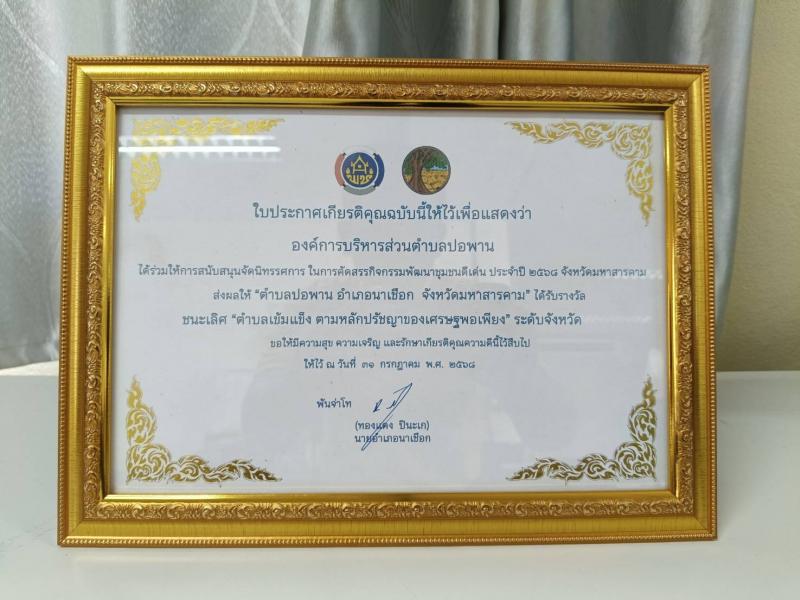 พช
ใบประกาศเกียรติคุณฉบับนี้ให้ไว้เพื่อแสดงว่า
องค์การบริหารส่วนตำบลปอพาน
ได้ร่วมให้การสนับสนุนจัดนิทรรศการ ในการคัดสรรกิจกรรมพัฒนาชุมชนดีเด่น ประจำปี ๒๕๖๘ จังหวัดมหาสารคาม
ส่งผลให้ “ตำบลปอพาน อำเภอนาเชือก จังหวัดมหาสารคาม” ได้รับรางวัล
ชนะเลิศ “ตำบลเข้มแข็ง ตามหลักปรัชญาของเศรษฐพอเพียง” ระดับจังหวัด
ขอให้มีความสุข ความเจริญ และรักษาเกียรติคุณความดีนี้ไว้สืบไป
ให้ไว้ ณ วันที่ ๓๑ กรกฎาคม พ.ศ. ๒๕๖๘
พันจ่าโท
(ทองแดง ปินะเก)
นายอำเภอนาเชือก